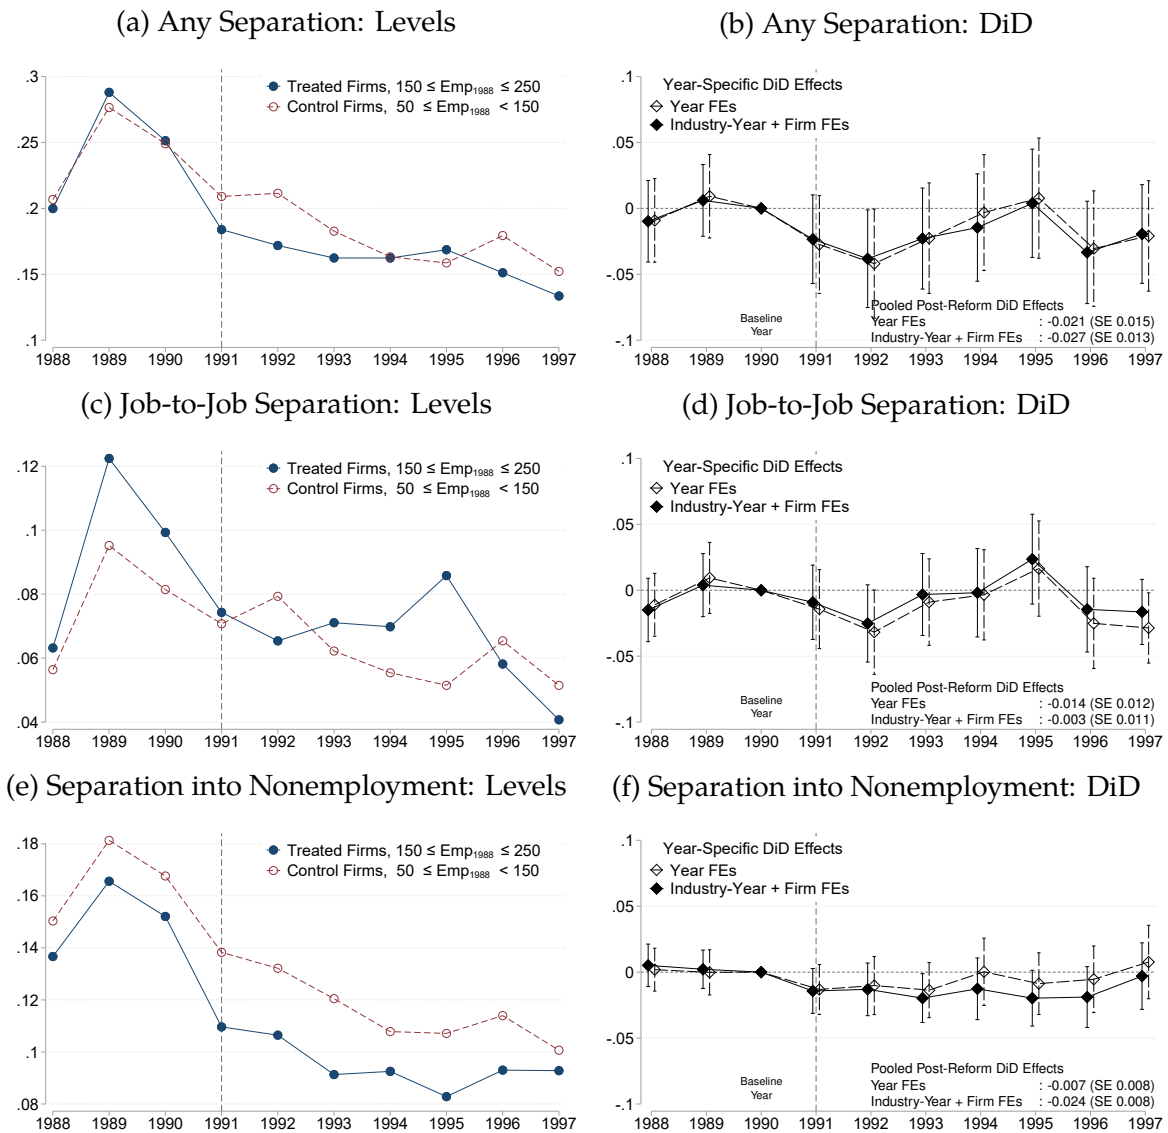 (a) Any Separation: Levels
.3
.25
.2
.15
.1
Treated Firms, 150 ≤ Emp1988 ≤ 250
Control Firms, 50 ≤ Emp1988 < 150
1988 1989 1990 1991 1992 1993 1994 1995 1996 1997
(b) Any Separation: DiD
.1
.05
0
-.05
-.1
Year-Specific DiD Effects
Year FEs
Industry-Year + Firm FEs
Baseline
Year
Pooled Post-Reform DiD Effects
Year FEs : -0.021 (SE 0.015)
Industry-Year + Firm FEs : -0.027 (SE 0.013)
1988 1989 1990 1991 1992 1993 1994 1995 1996 1997
(c) Job-to-Job Separation: Levels
.12
.1
.08
.06
.04
Treated Firms, 150 ≤ Emp1988 ≤ 250
Control Firms, 50 ≤ Emp1988 < 150
1988 1989 1990 1991 1992 1993 1994 1995 1996 1997
(d) Job-to-Job Separation: DiD
.1
.05
0
-.05
-.1
Year-Specific DiD Effects
Year FEs
Industry-Year + Firm FEs
Baseline
Year
Pooled Post-Reform DiD Effects
Year FEs : -0.014 (SE 0.012)
Industry-Year + Firm FEs : -0.003 (SE 0.011)
1988 1989 1990 1991 1992 1993 1994 1995 1996 1997
(e) Separation into Nonemployment: Levels
.18
.16
.14
.12
.1
.08
Treated Firms, 150 ≤ Emp1988 ≤ 250
Control Firms, 50 ≤ Emp1988 < 150
1988 1989 1990 1991 1992 1993 1994 1995 1996 1997
(f) Separation into Nonemployment: DiD
.1
.05
0
-.05
-.1
Year-Specific DiD Effects
Year FEs
Industry-Year + Firm FEs
Baseline
Year
Pooled Post-Reform DiD Effects
Year FEs : -0.007 (SE 0.008)
Industry-Year + Firm FEs : -0.024 (SE 0.008)
1988 1989 1990 1991 1992 1993 1994 1995 1996 1997